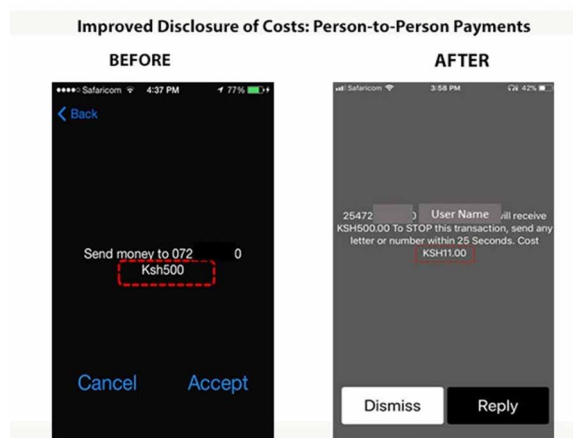 Improved Disclosure of Costs: Person-to-Person Payments
BEFORE
AFTER
Safaricom 4:37 PM 77%
Back
Send money to 072 0
Ksh500
Cancel Accept
Safaricom 3:58 PM 42%
25472 0 User Name will receive
KSH500.00 To STOP this transaction, send any
letter or number within 25 Seconds. Cost
KSH11.00
Dismiss Reply